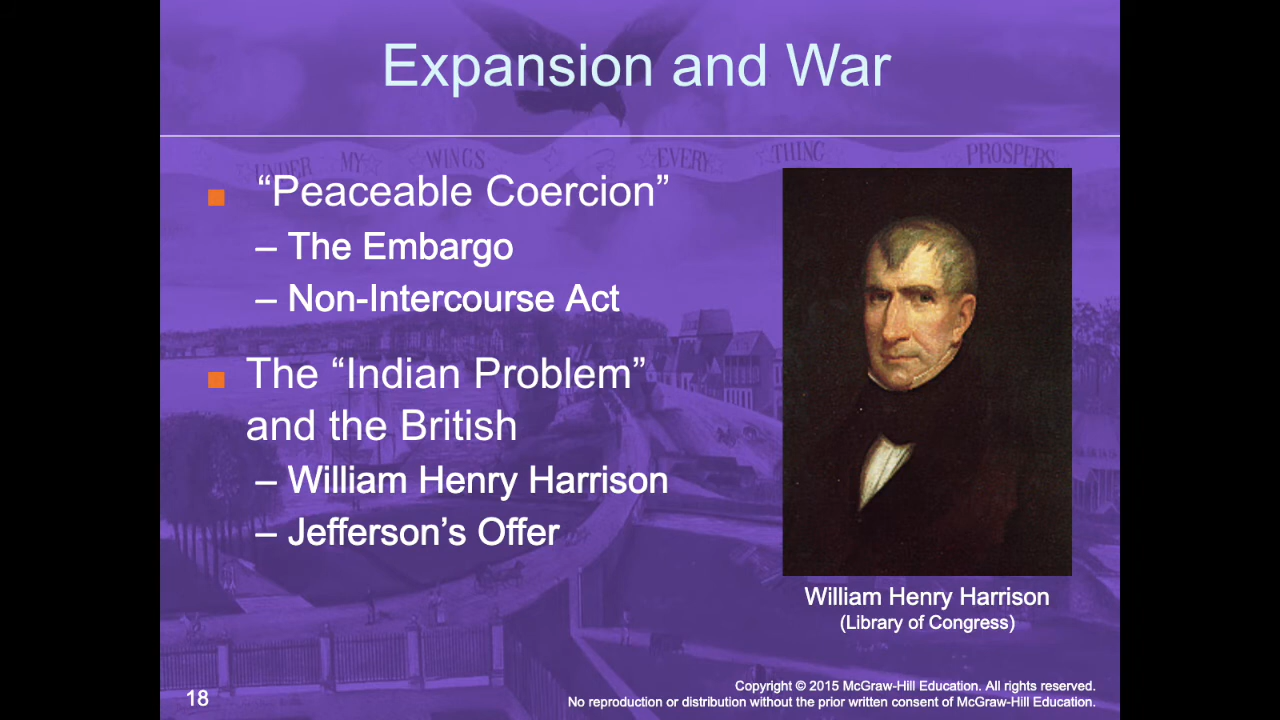 Expansion and War
UNDER MY WINGS EVERY THING PROSPERS
“Peaceable Coercion”
– The Embargo
– Non-Intercourse Act
The “Indian Problem”
and the British
– William Henry Harrison
– Jefferson’s Offer
William Henry Harrison
(Library of Congress)
18
Copyright © 2015 McGraw-Hill Education. All rights reserved.
No reproduction or distribution without the prior written consent of McGraw-Hill Education.